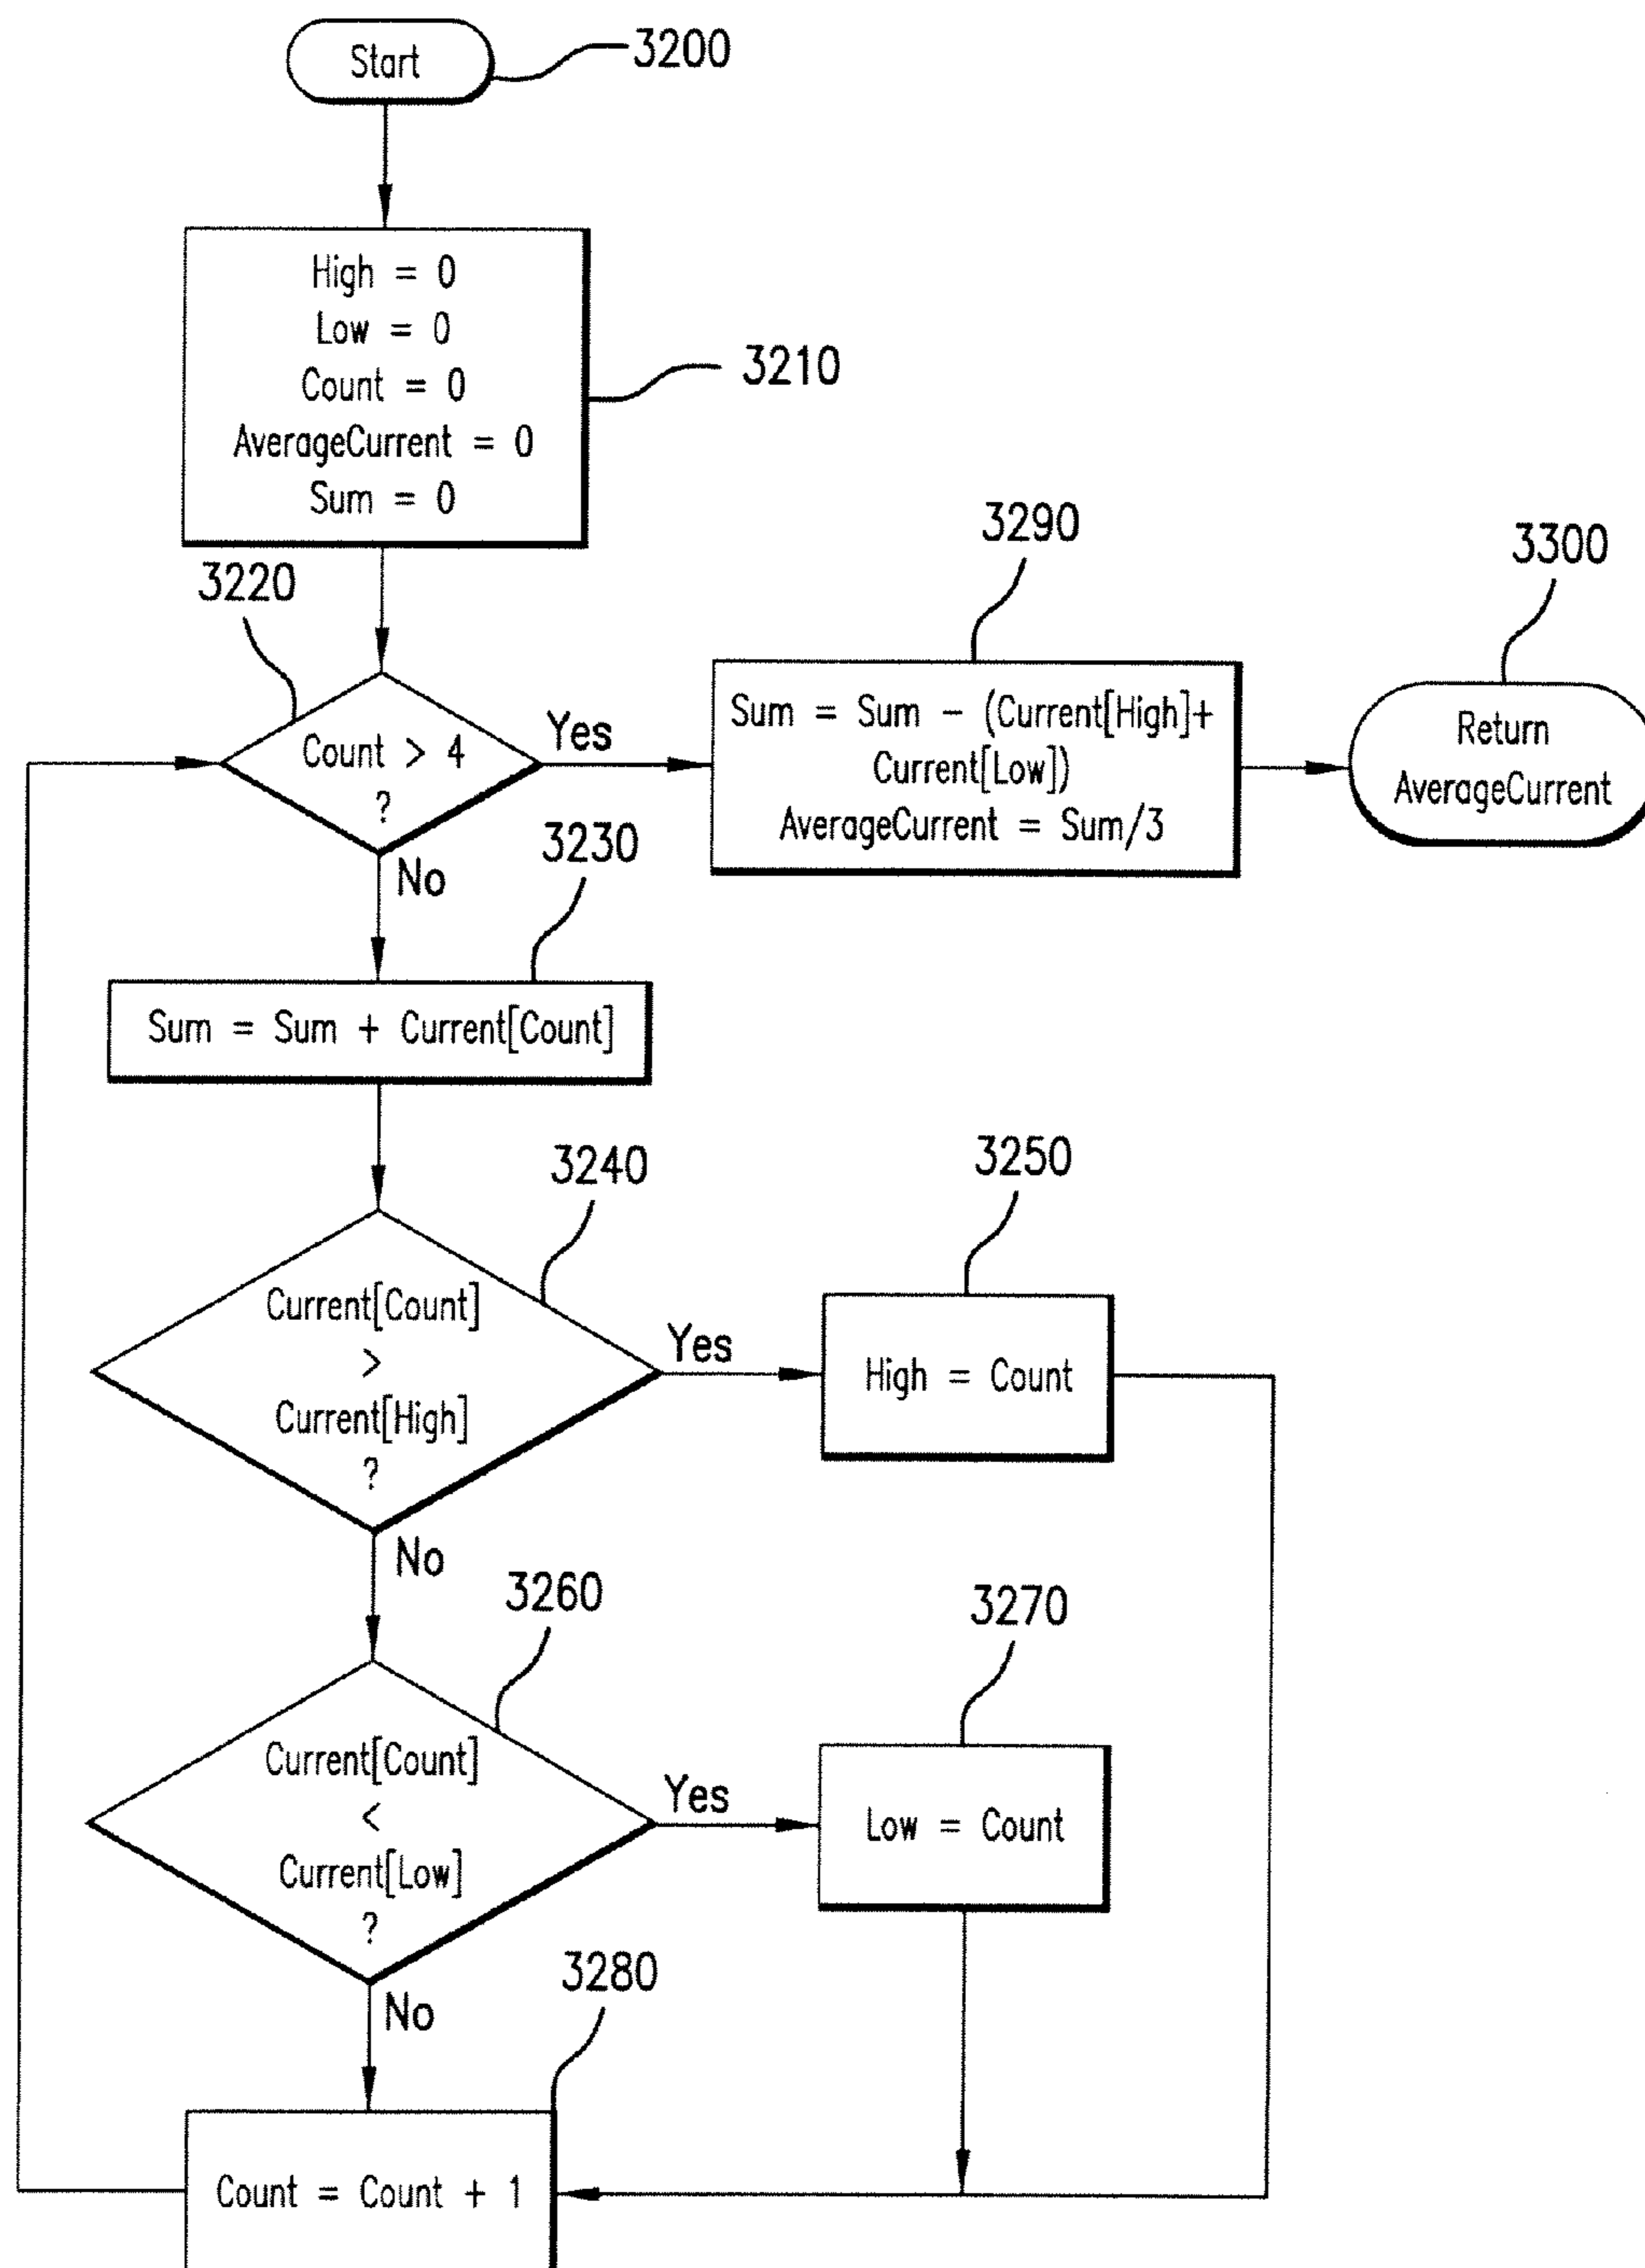 Start
3200
High = 0
Low = 0
Count = 0
AverageCurrent = 0
Sum = 0
3210
3220
Count > 4
?
Yes
No
3290
Sum = Sum - (Current[High]+
Current[Low])
AverageCurrent = Sum/3
3300
Return
AverageCurrent
3230
Sum = Sum + Current[Count]
3240
Current[Count]
>
Current[High]
?
Yes
No
3250
High = Count
3260
Current[Count]
<
Current[Low]
?
Yes
No
3270
Low = Count
3280
Count = Count + 1